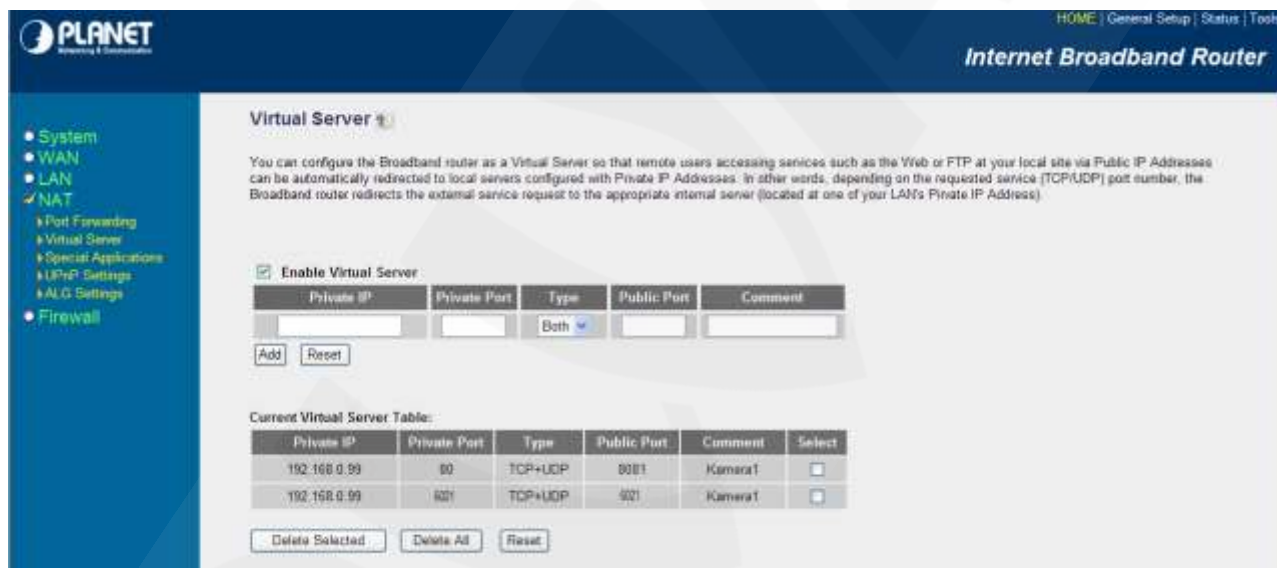 PLANET
Networking & Communication
HOME | General Setup | Status | Tools
Internet Broadband Router
System
WAN
LAN
NAT
Port Forwarding
Virtual Server
Special Applications
UPnP Settings
ALG Settings
Firewall
Virtual Server
You can configure the Broadband router as a Virtual Server so that remote users accessing services such as the Web or FTP at your local site via Public IP Addresses
can be automatically redirected to local servers configured with Private IP Addresses. In other words, depending on the requested service (TCP/UDP) port number, the
Broadband router redirects the external service request to the appropriate internal server (located at one of your LAN's Private IP Address).
Enable Virtual Server
Private IP Private Port Type Public Port Comment
Both
Add Reset
Current Virtual Server Table:
Private IP Private Port Type Public Port Comment Select
192.168.0.99 80 TCP+UDP Kamera1
192.168.0.99 6021 TCP+UDP 6021 Kamera1
Delete Selected Delete All Reset